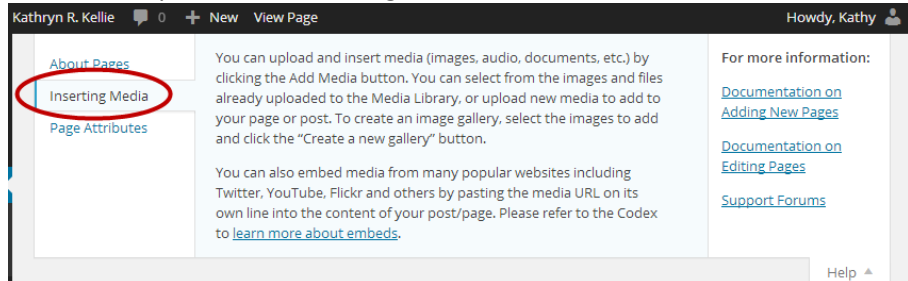 Kathryn R. Kellie 0 + New View Page Howdy, Kathy
About Pages
Inserting Media
Page Attributes
You can upload and insert media (images, audio, documents, etc.) by
clicking the Add Media button. You can select from the images and files
already uploaded to the Media Library, or upload new media to add to
your page or post. To create an image gallery, select the images to add
and click the “Create a new gallery” button.
You can also embed media from many popular websites including
Twitter, YouTube, Flickr and others by pasting the media URL on its
own line into the content of your post/page. Please refer to the Codex
to learn more about embeds.
For more information:
Documentation on
Adding New Pages
Documentation on
Editing Pages
Support Forums
Help